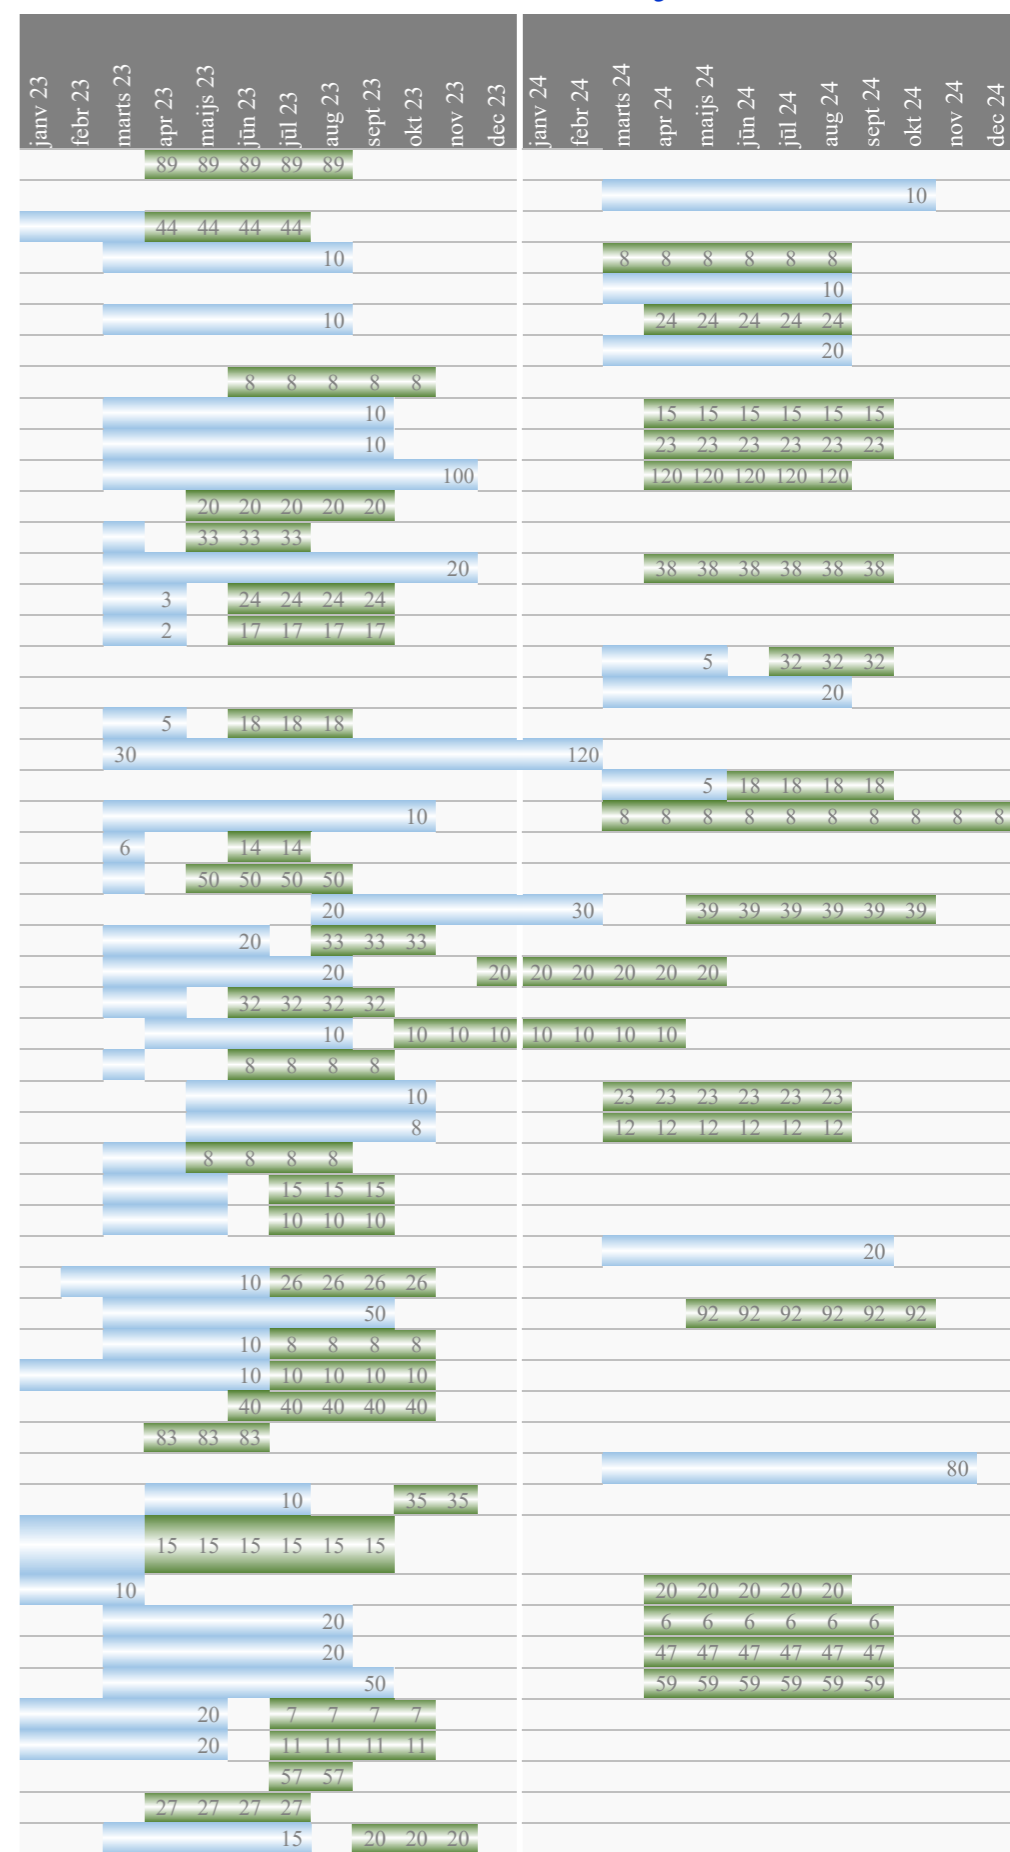 janv 23 febr 23 marts 23 apr 23 maijs 23 jūn 23 jūl 23 aug 23 sept 23 okt 23 nov 23 dec 23 janv 24 febr 24 marts 24 apr 24 maijs 24 jūn 24 jūl 24 aug 24 sept 24 okt 24 nov 24 dec 24
89 89 89 89 89
10
44 44 44 44
10 8 8 8 8 8 8
10
10 24 24 24 24 24
20
8 8 8 8 8
10 15 15 15 15 15 15
10 23 23 23 23 23 23
100 120 120 120 120 120
20 20 20 20 20
33 33 33
20 38 38 38 38 38 38
3 24 24 24 24
2 17 17 17 17
5 32 32 32
20
5 18 18 18
30 120
5 18 18 18 18
10 8 8 8 8 8 8 8 8 8 8
6 14 14
50 50 50 50
20 30 39 39 39 39 39 39
20 33 33 33
20 20 20 20 20 20 20
32 32 32 32
10 10 10 10 10 10 10 10
8 8 8 8
10 23 23 23 23 23 23
8 12 12 12 12 12 12
8 8 8 8
15 15 15
10 10 10
20
10 26 26 26 26
50 92 92 92 92 92 92
10 8 8 8 8
10 10 10 10 10
40 40 40 40 40
83 83 83
80
10 35 35
15 15 15 15 15 15
10 20 20 20 20 20
20 6 6 6 6 6 6
20 47 47 47 47 47 47
50 59 59 59 59 59 59
20 7 7 7 7
20 11 11 11 11
57 57
27 27 27 27
15 20 20 20